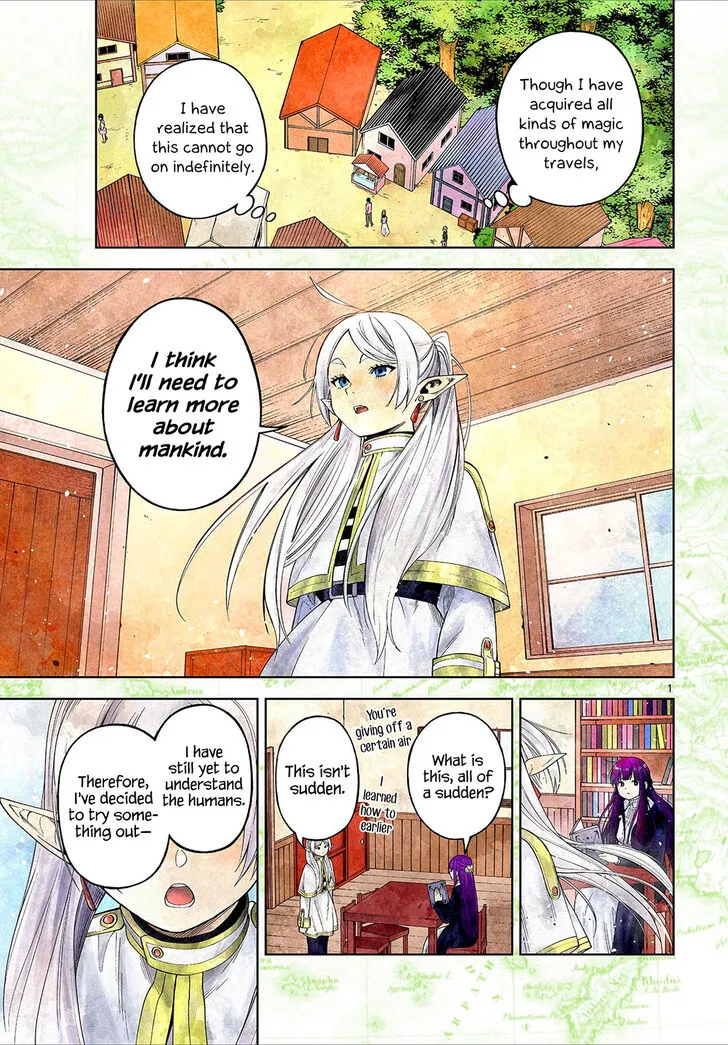 Though I have
acquired all
kinds of magic
throughout my
travels,
I have
realized that
this cannot go
on indefinitely.
I think
I'll need to
learn more
about
mankind.
1
What is
this, all of
a sudden?
You're
giving off a
certain air
I
learned
how to
earlier
This isn't
sudden.
I have
still yet to
understand
the humans.
Therefore,
I've decided
to try some-
thing out—
Andros
Rhodus